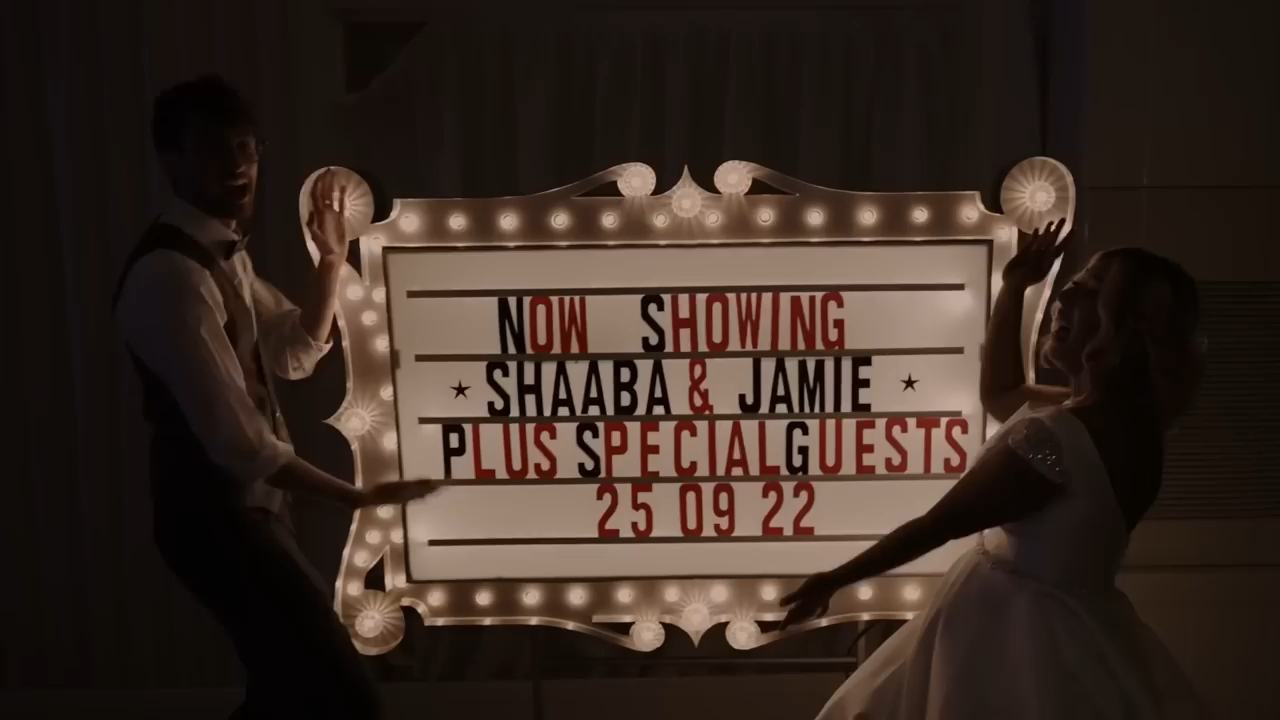 NOW SHOWING
★ SHAABA & JAMIE ★
PLUS SPECIAL GUESTS
25 09 22